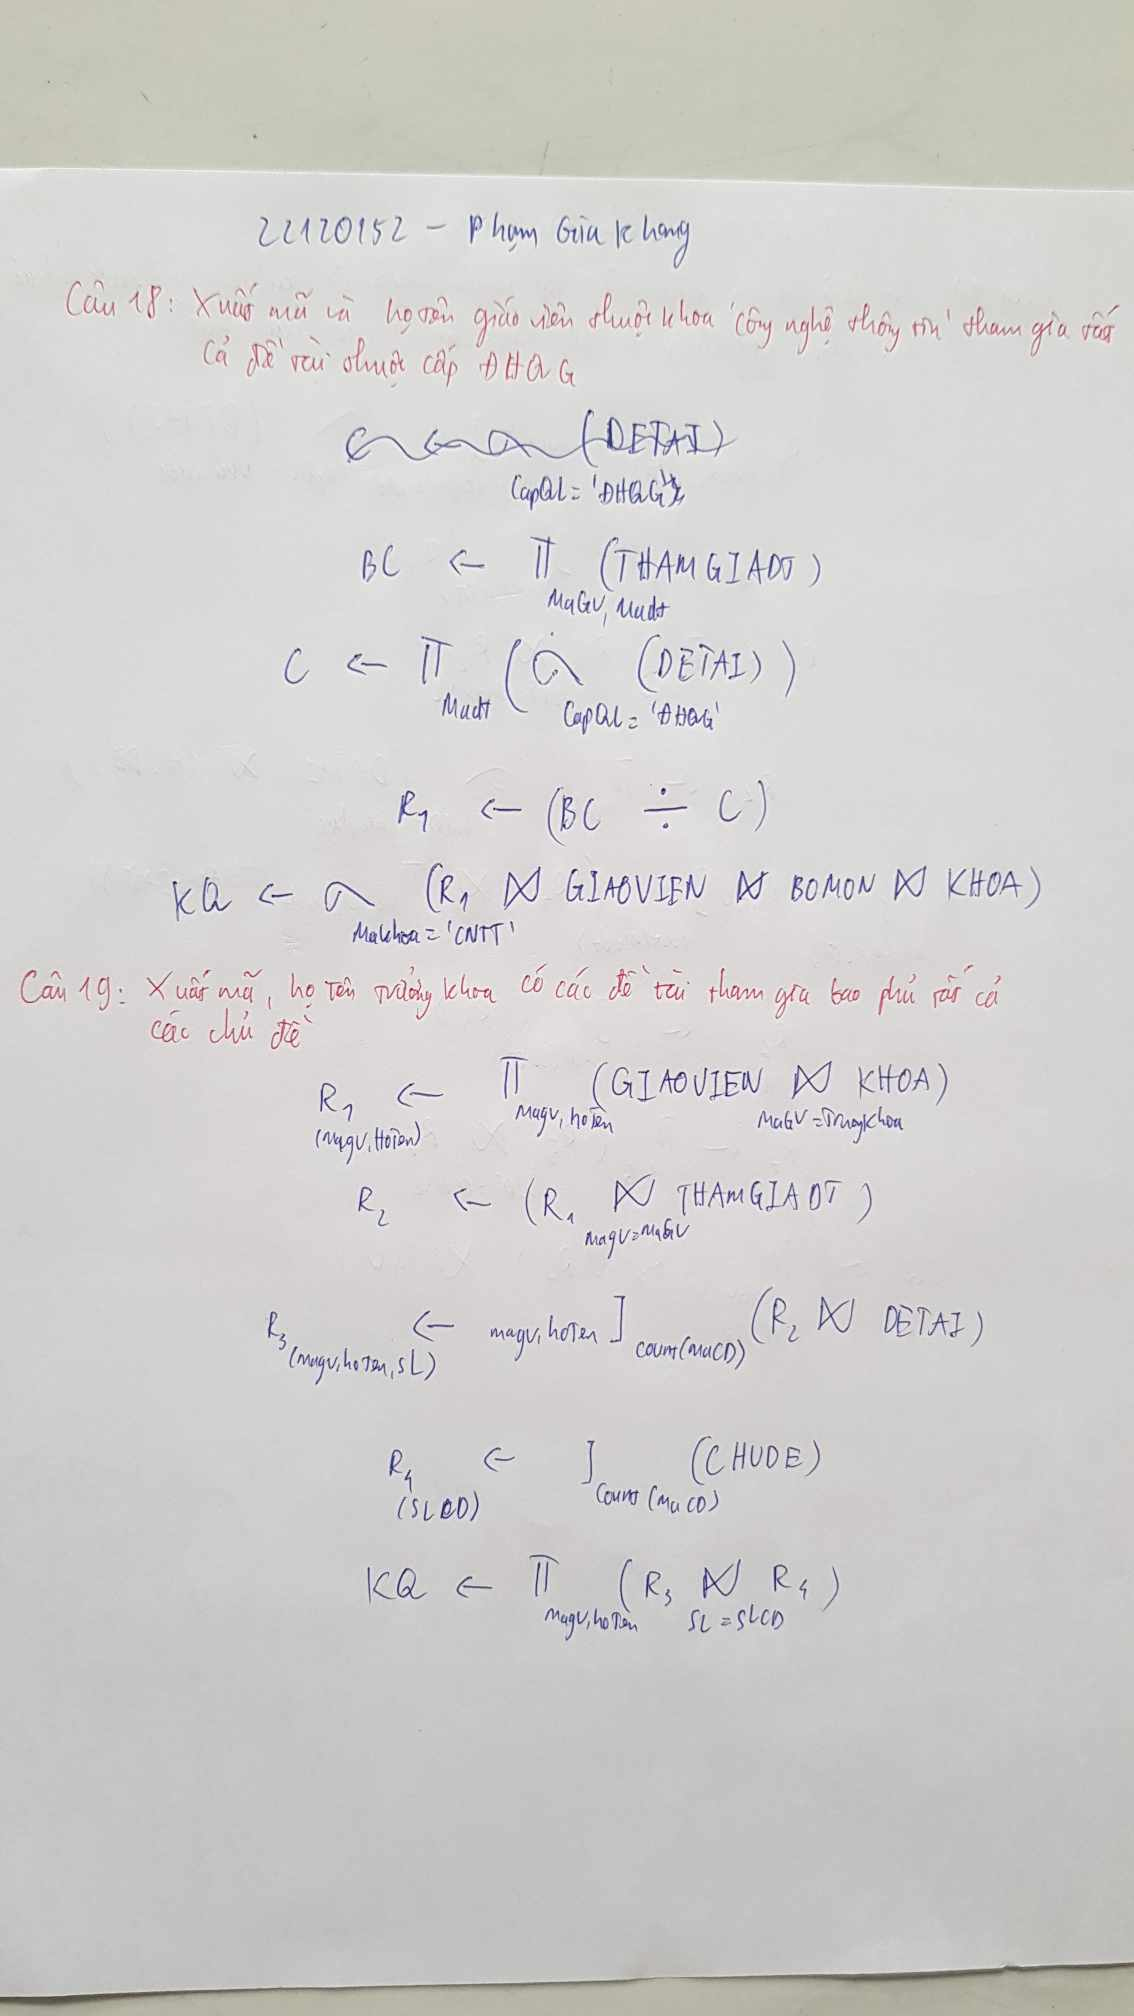 22120152 - Phạm Gia Khang
Câu 18: Xuất mã và họ tên giáo viên thuộc khoa 'công nghệ thông tin' tham gia tất
cả đề tài thuộc cấp ĐHQG
C ← σ (DETAI)
CapQL = 'ĐHQG'
BC ← π (THAMGIADT)
MaGV, Madt
C ← π (σ (DETAI))
Madt CapQL = 'ĐHQG'
R₁ ← (BC ÷ C)
KQ ← σ (R₁ ⋈ GIAOVIEN ⋈ BOMON ⋈ KHOA)
Makhoa = 'CNTT'
Câu 19: Xuất mã, họ tên trưởng khoa có các đề tài tham gia bao phủ tất cả
các chủ đề
R₁ ← π (GIAOVIEN ⋈ KHOA)
(Magv, HoTen) Magv, hoTen MaGV = TruongKhoa
R₂ ← (R₁ ⋈ THAMGIADT)
Magv = MaGV
R₃ ← magv, hoTen ℑ (R₂ ⋈ DETAI)
(Magv, hoTen, SL) count(MaCD)
R₄ ← ℑ (CHUDE)
(SLCD) Count (MaCD)
KQ ← π (R₃ ⋈ R₄)
Magv, hoTen SL = SLCD